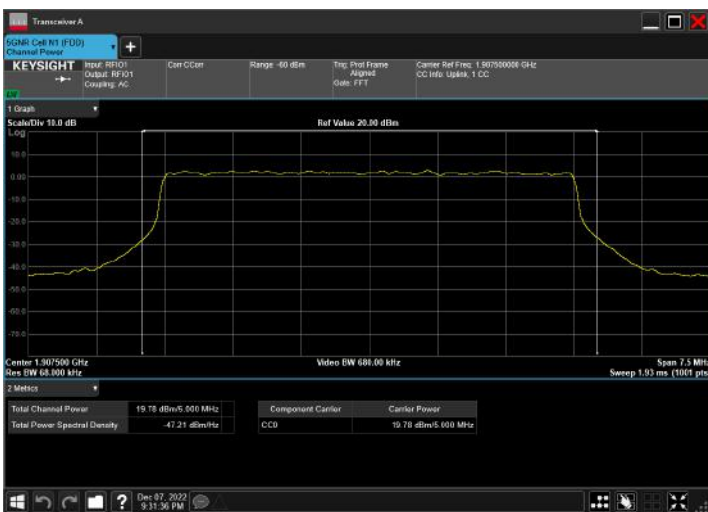 Transceiver A
5GNR Cell N1 (FDD)
Channel Power
KEYSIGHT
Input: RFIO1
Output: RFIO1
Coupling: AC
Corr CCorr
Range: -60 dBm
Trig: Prot Frame
Aligned
Gate: FFT
Carrier Ref Freq: 1.907500000 GHz
CC Info: Uplink, 1 CC
1 Graph
Scale/Div 10.0 dB
Ref Value 20.00 dBm
Log
10.0
0.00
-10.0
-20.0
-30.0
-40.0
-50.0
-60.0
-70.0
Center 1.907500 GHz
Video BW 680.00 kHz
Span 7.5 MHz
Res BW 68.000 kHz
Sweep 1.93 ms (1001 pts
2 Metrics
Total Channel Power 19.78 dBm/5.000 MHz
Total Power Spectral Density -47.21 dBm/Hz
Component Carrier Carrier Power
CC0 19.78 dBm/5.000 MHz
Dec 07, 2022
9:31:36 PM